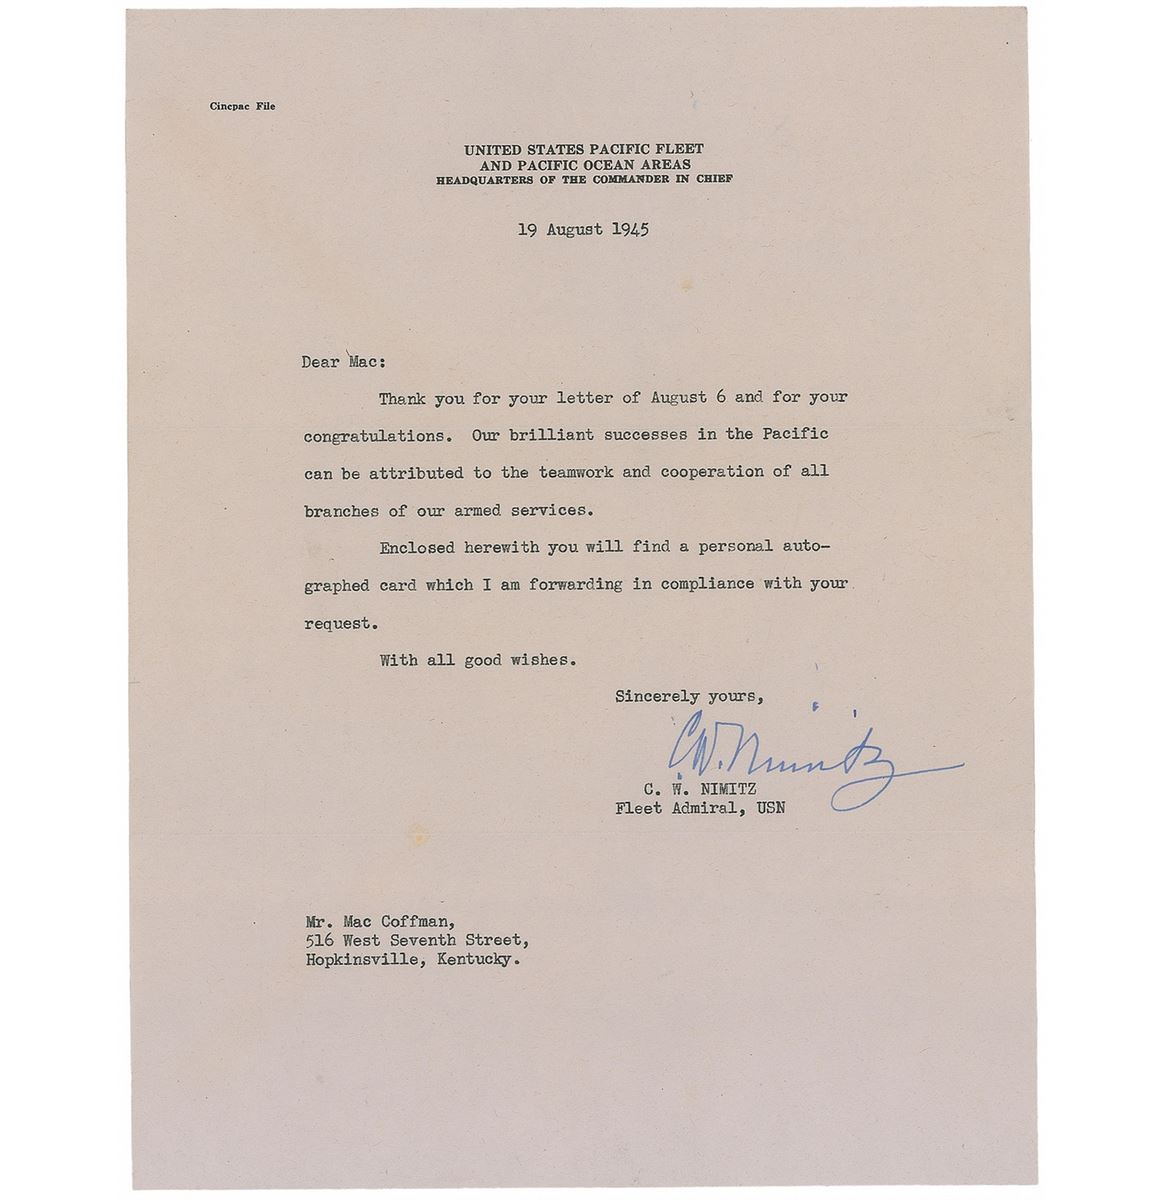 Cincpac File
UNITED STATES PACIFIC FLEET
AND PACIFIC OCEAN AREAS
HEADQUARTERS OF THE COMMANDER IN CHIEF
19 August 1945
Dear Mac:
Thank you for your letter of August 6 and for your
congratulations. Our brilliant successes in the Pacific
can be attributed to the teamwork and cooperation of all
branches of our armed services.
Enclosed herewith you will find a personal auto-
graphed card which I am forwarding in compliance with your
request.
With all good wishes.
Sincerely yours,
C.W. Nimitz
C. W. NIMITZ
Fleet Admiral, USN
Mr. Mac Coffman,
516 West Seventh Street,
Hopkinsville, Kentucky.